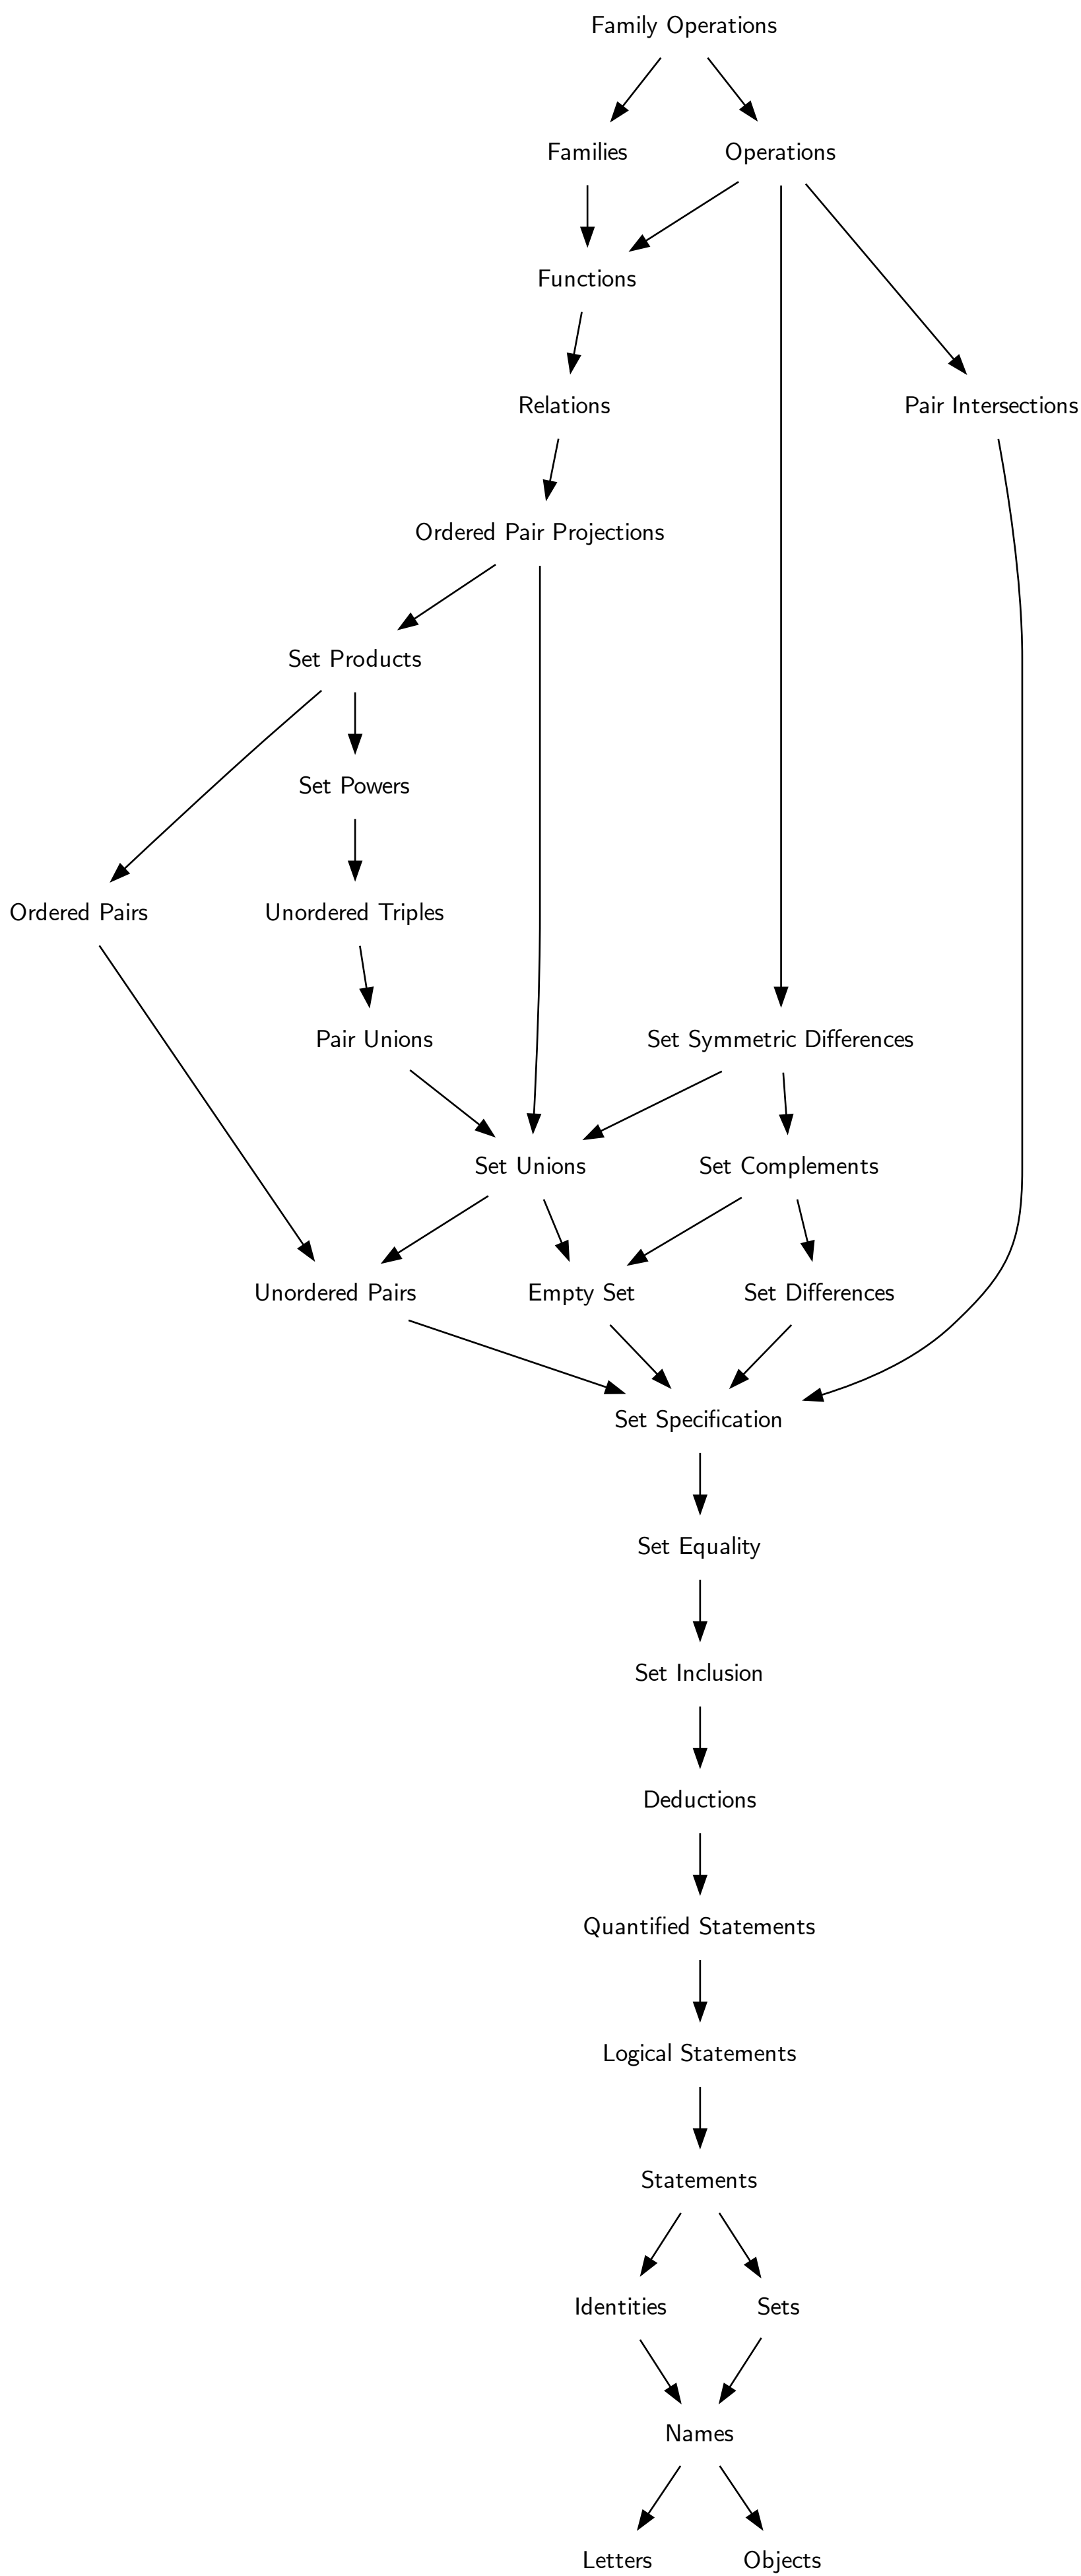 Family Operations
Families
Operations
Functions
Relations
Pair Intersections
Ordered Pair Projections
Set Products
Set Powers
Ordered Pairs
Unordered Triples
Pair Unions
Set Symmetric Differences
Set Unions
Set Complements
Unordered Pairs
Empty Set
Set Differences
Set Specification
Set Equality
Set Inclusion
Deductions
Quantified Statements
Logical Statements
Statements
Identities
Sets
Names
Letters
Objects